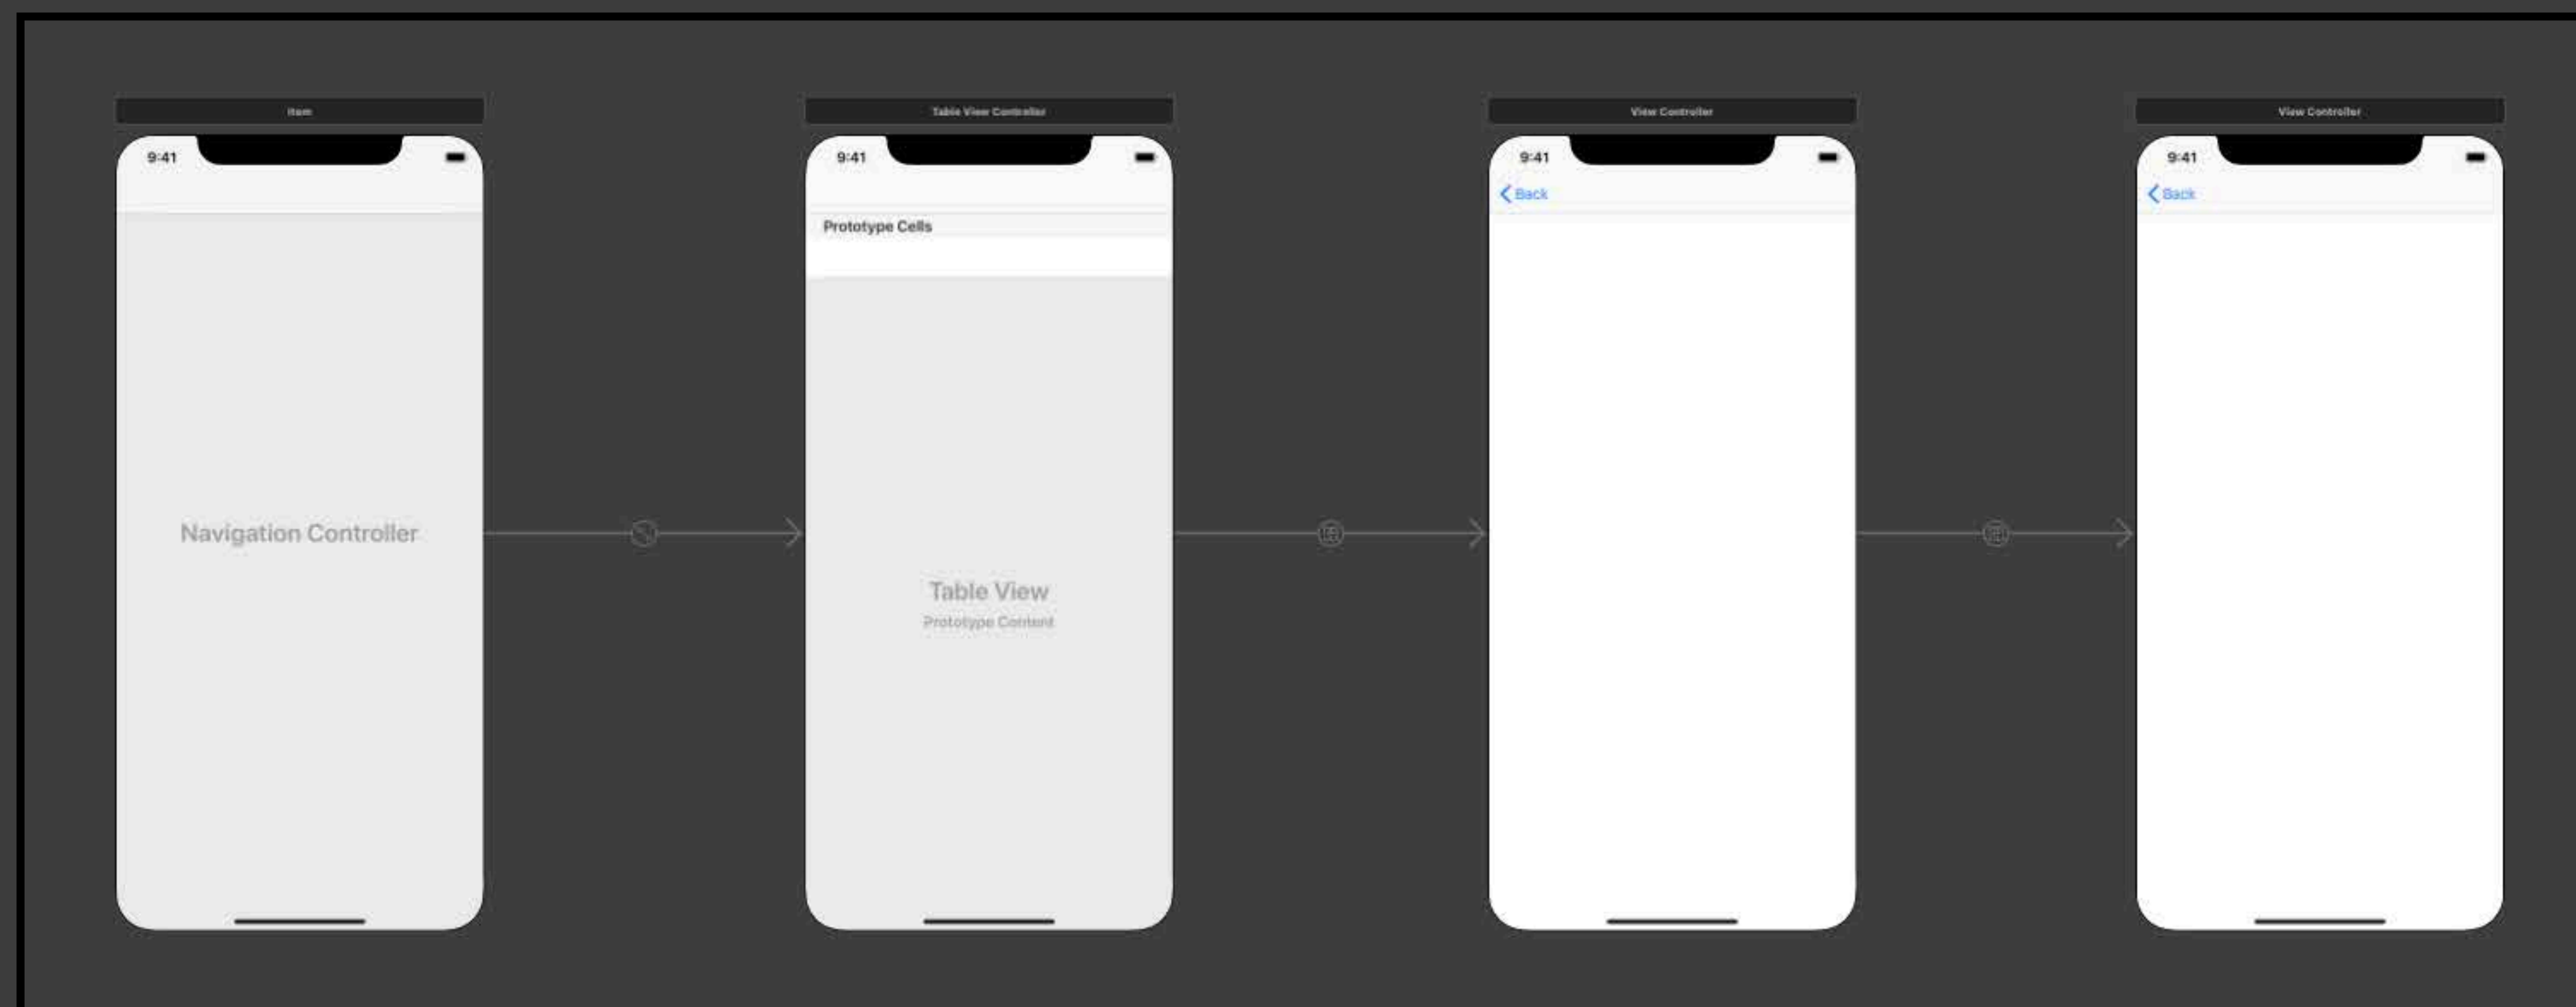 Item
Table View Controller
View Controller
View Controller
9:41
9:41
9:41
9:41
Back
Back
Prototype Cells
Navigation Controller
Table View
Prototype Content